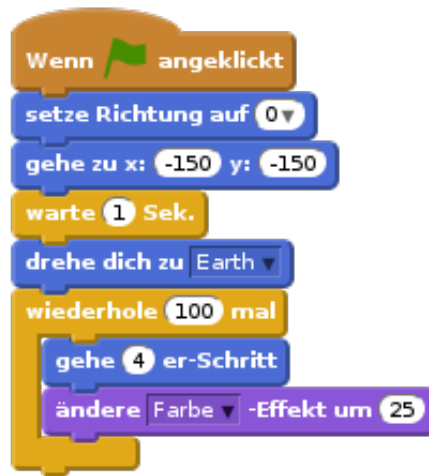 Wenn angeklickt
setze Richtung auf 0
gehe zu x: -150 y: -150
warte 1 Sek.
drehe dich zu Earth
wiederhole 100 mal
gehe 4 er-Schritt
ändere Farbe -Effekt um 25